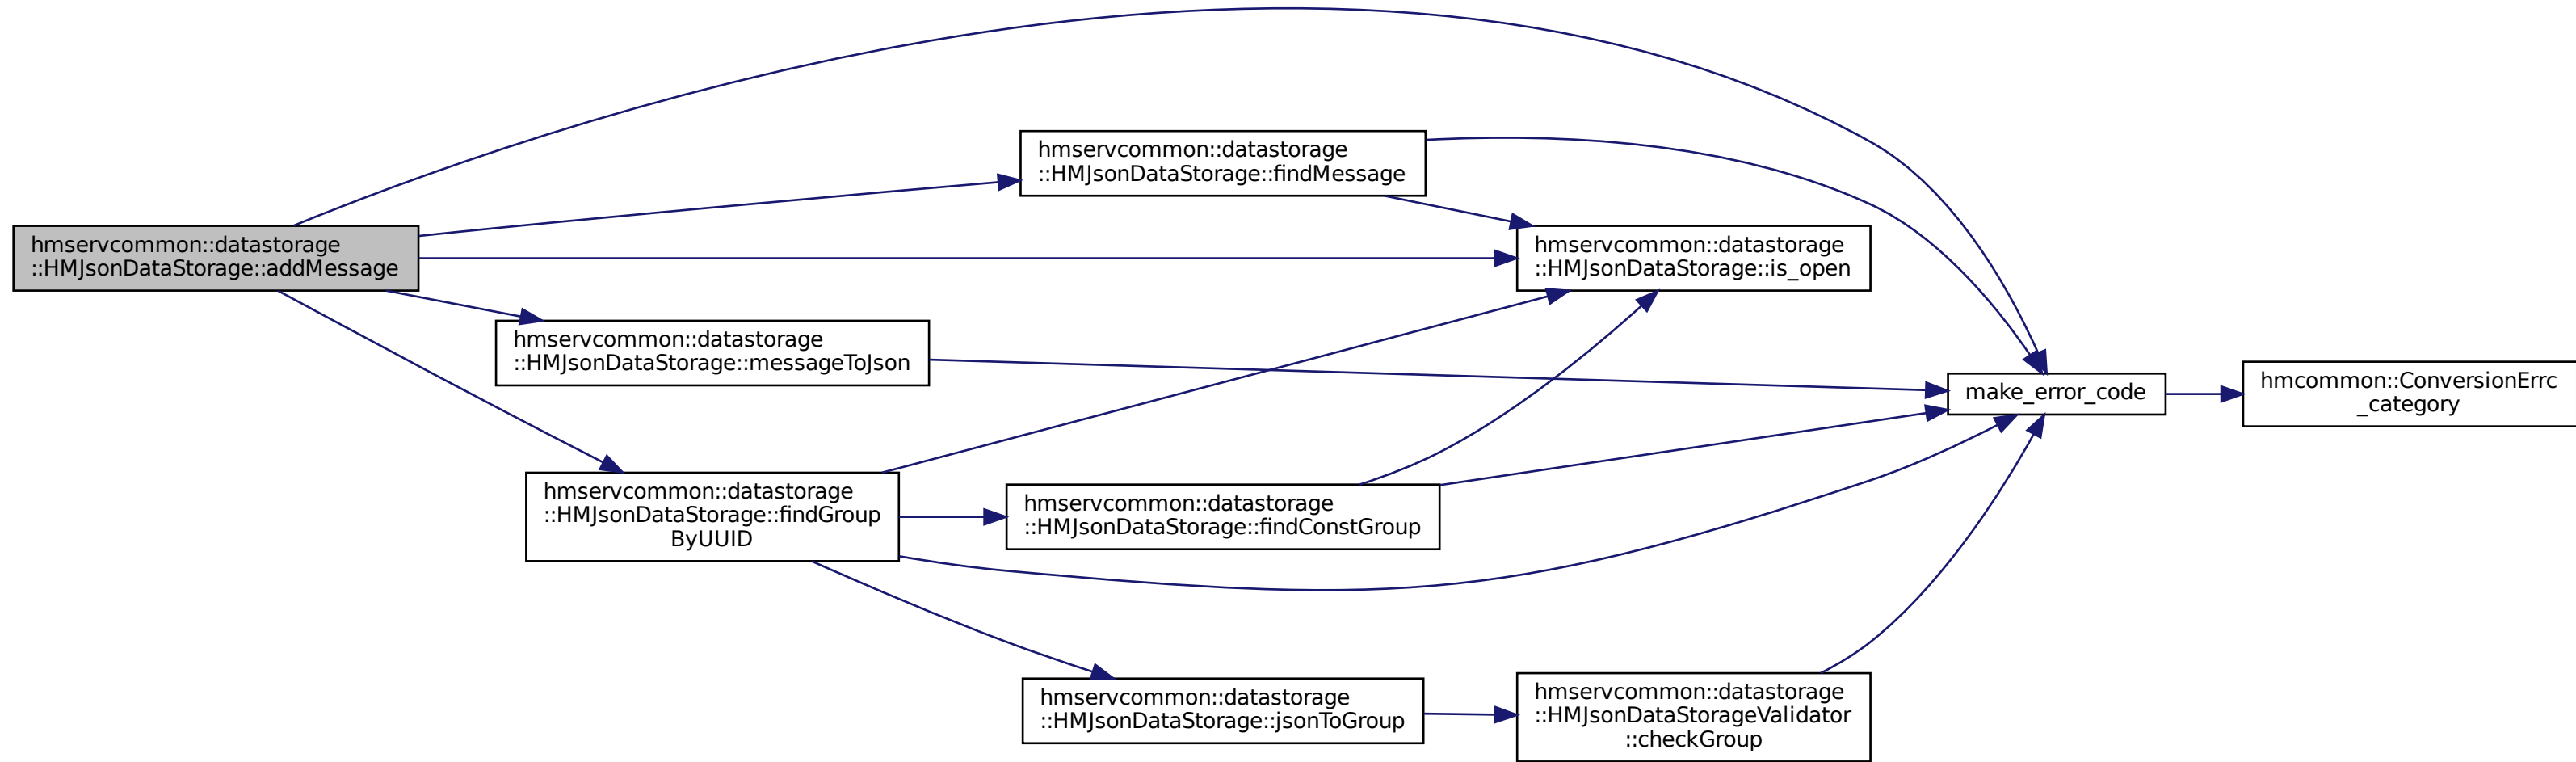 hmservcommon::datastorage
::HMJsonDataStorage::addMessage
hmservcommon::datastorage
::HMJsonDataStorage::findMessage
hmservcommon::datastorage
::HMJsonDataStorage::is_open
hmservcommon::datastorage
::HMJsonDataStorage::messageToJson
make_error_code
hmcommon::ConversionErrc
_category
hmservcommon::datastorage
::HMJsonDataStorage::findGroup
ByUUID
hmservcommon::datastorage
::HMJsonDataStorage::findConstGroup
hmservcommon::datastorage
::HMJsonDataStorage::jsonToGroup
hmservcommon::datastorage
::HMJsonDataStorageValidator
::checkGroup